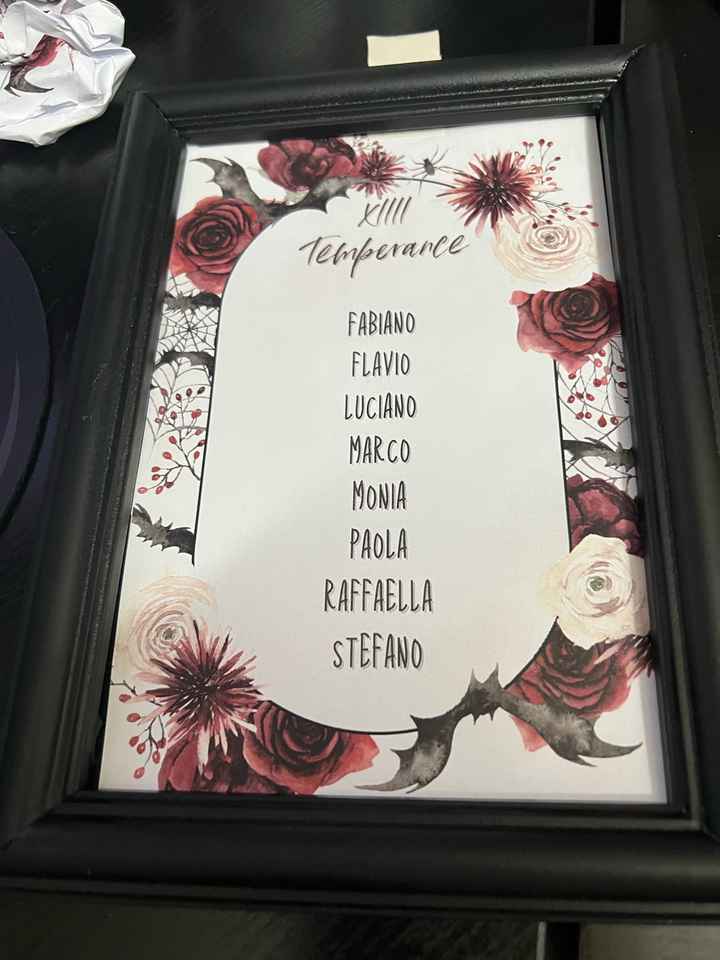 XIIII
Temperance
FABIANO
FLAVIO
LUCIANO
MARCO
MONIA
PAOLA
RAFFAELLA
STEFANO